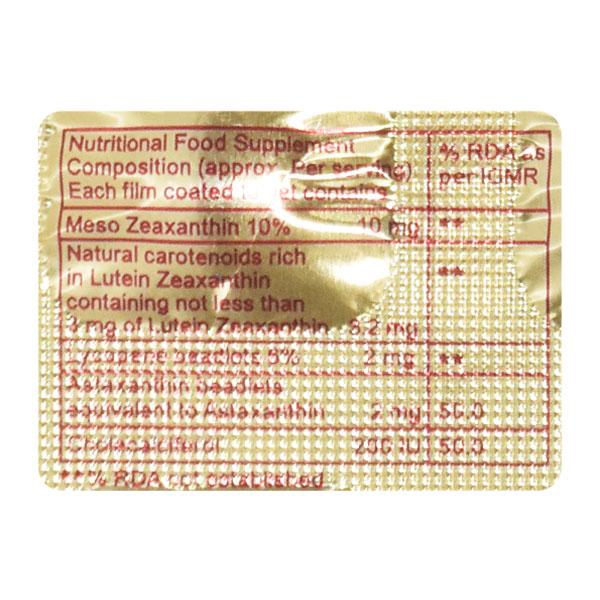 Nutritional Food Supplement
Composition (approx. Per serving) % RDA as
Each film coated tablet contains per ICMR
Meso Zeaxanthin 10% 10 mg **
Natural carotenoids rich
in Lutein Zeaxanthin **
containing not less than
3 mg of Lutein Zeaxanthin 8.2 mg
Lycopene beadlets 8% 2 mg **
Astaxanthin beadlets
equivalent to Astaxanthin 2 mg 50.0
Cholecalciferol 200 IU 50.0
**% RDA not established